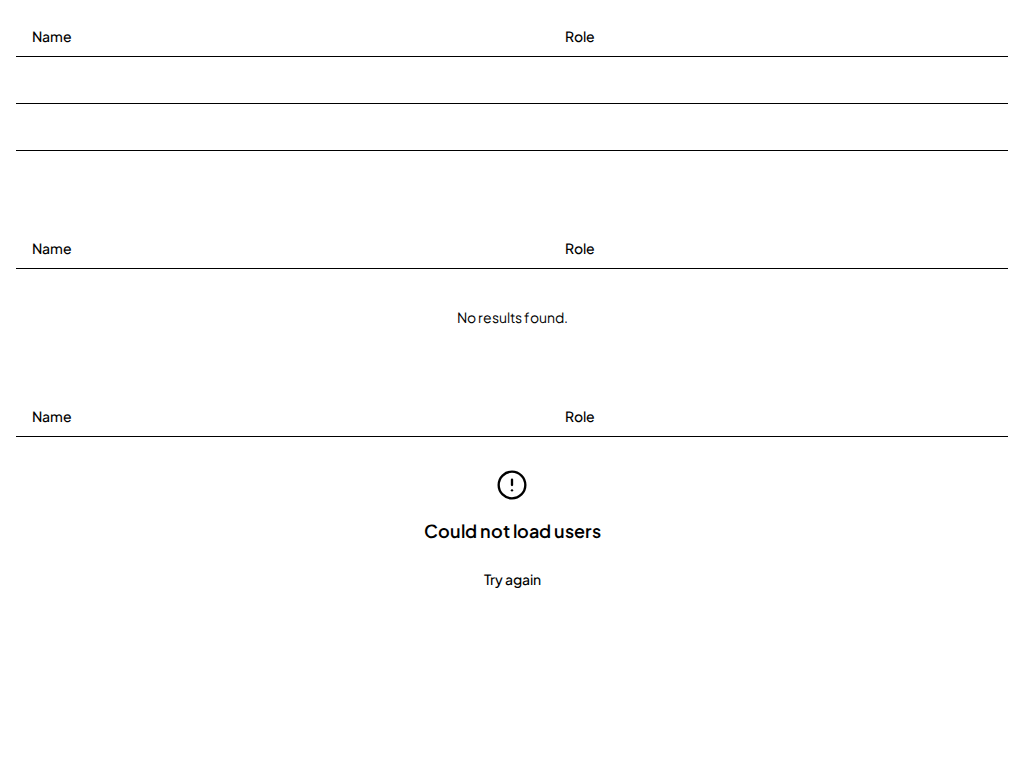 Name Role
Name Role
No results found.
Name Role
Could not load users
Try again